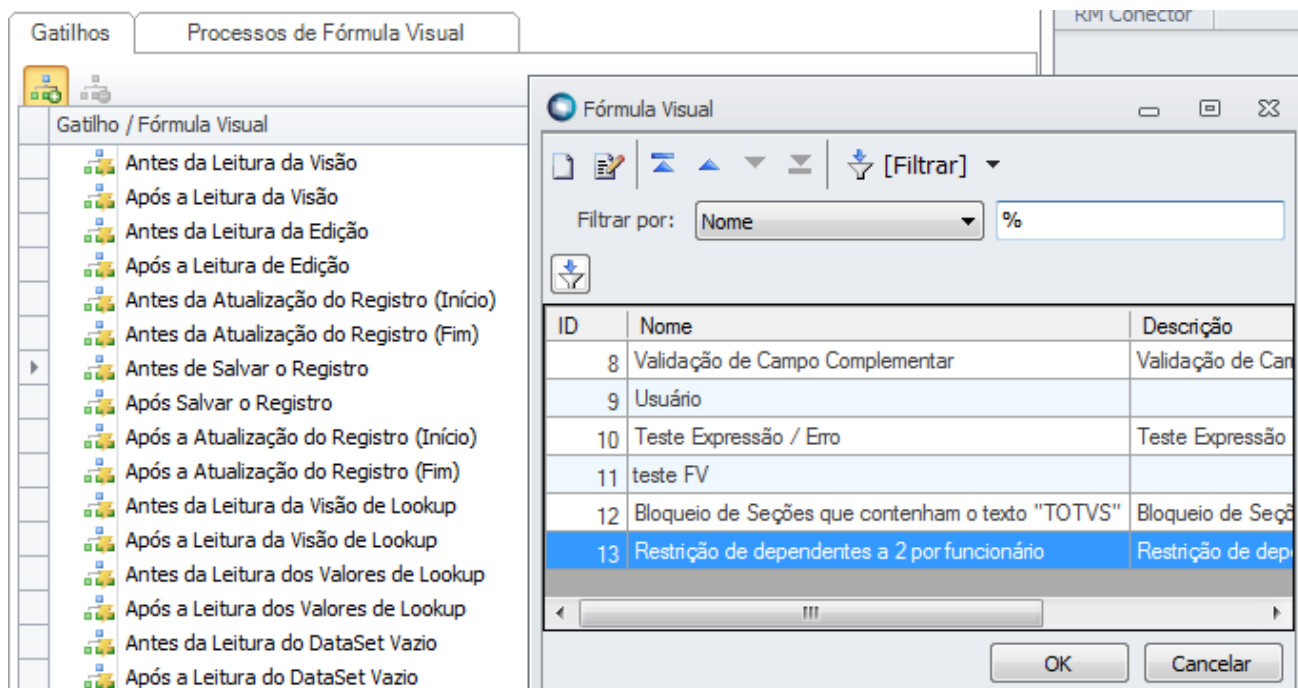 Gatilhos
Processos de Fórmula Visual
RM Conector
Gatilho / Fórmula Visual
Antes da Leitura da Visão
Após a Leitura da Visão
Antes da Leitura da Edição
Após a Leitura de Edição
Antes da Atualização do Registro (Início)
Antes da Atualização do Registro (Fim)
Antes de Salvar o Registro
Após Salvar o Registro
Após a Atualização do Registro (Início)
Após a Atualização do Registro (Fim)
Antes da Leitura da Visão de Lookup
Após a Leitura da Visão de Lookup
Antes da Leitura dos Valores de Lookup
Após a Leitura dos Valores de Lookup
Antes da Leitura do DataSet Vazio
Após a Leitura do DataSet Vazio
Fórmula Visual
[Filtrar]
Filtrar por: Nome %
ID Nome Descrição
8 Validação de Campo Complementar Validação de Cam
9 Usuário
10 Teste Expressão / Erro Teste Expressão
11 teste FV
12 Bloqueio de Seções que contenham o texto "TOTVS" Bloqueio de Seçõ
13 Restrição de dependentes a 2 por funcionário Restrição de dep
OK Cancelar